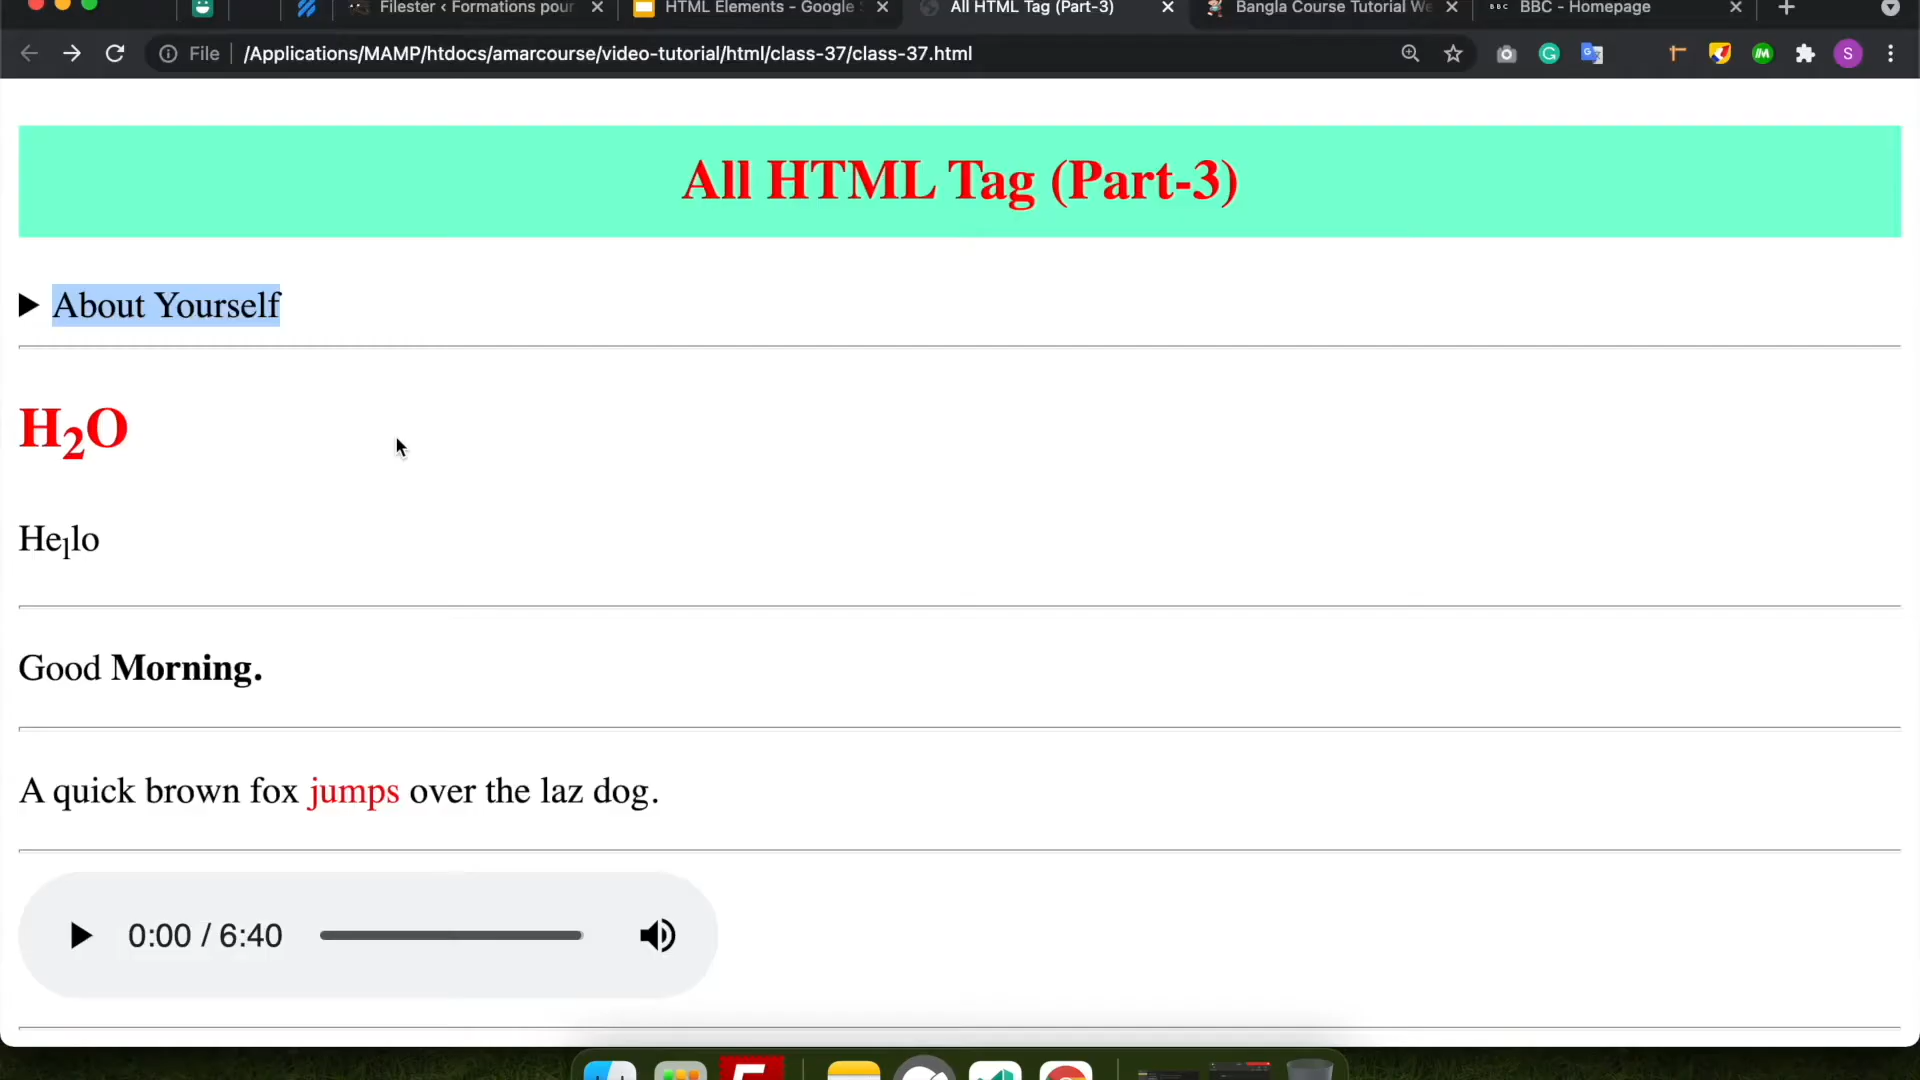 Filester ‹ Formations pour
HTML Elements - Google
All HTML Tag (Part-3)
Bangla Course Tutorial We
BBC
BBC - Homepage
File
/Applications/MAMP/htdocs/amarcourse/video-tutorial/html/class-37/class-37.html
S
All HTML Tag (Part-3)
About Yourself
H₂O
Hello
Good Morning.
A quick brown fox jumps over the laz dog.
0:00 / 6:40